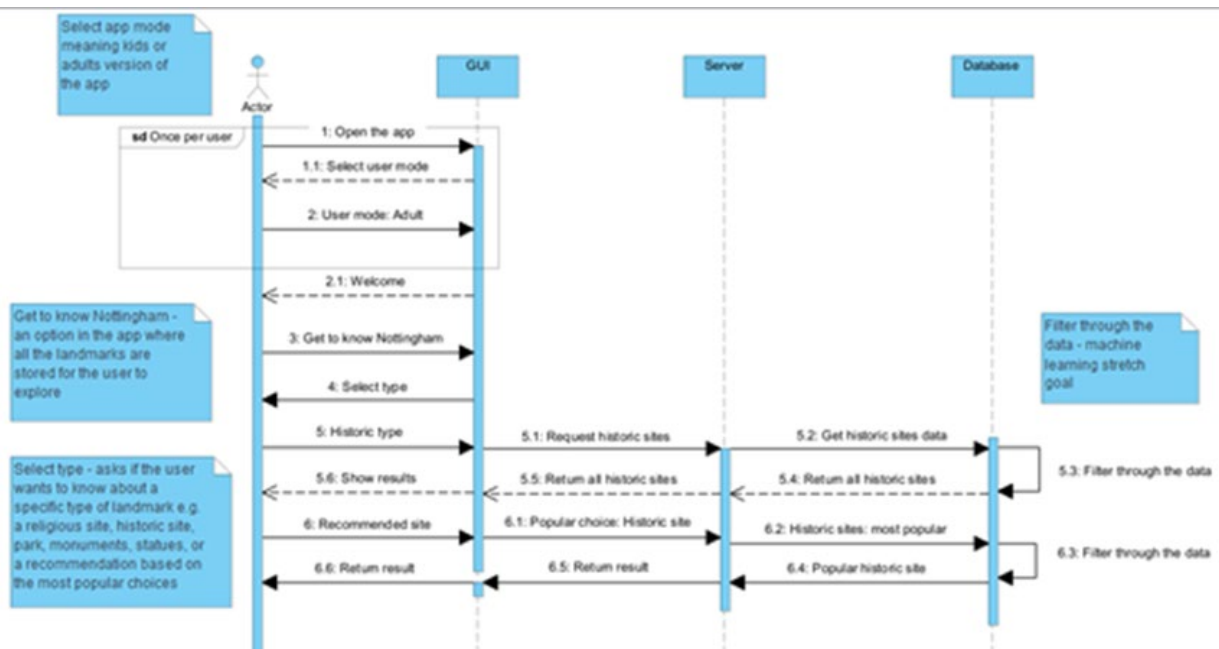 Select app mode
meaning kids or
adults version of
the app
Actor
GUI
Server
Database
sd Once per user
1: Open the app
1.1: Select user mode
2: User mode: Adult
2.1: Welcome
Get to know Nottingham -
an option in the app where
all the landmarks are
stored for the user to
explore
3: Get to know Nottingham
Filter through the
data - machine
learning stretch
goal
4: Select type
5: Historic type
5.1: Request historic sites
5.2: Get historic sites data
5.3: Filter through the data
Select type - asks if the user
wants to know about a
specific type of landmark e.g.
a religious site, historic site,
park, monuments, statues, or
a recommendation based on
the most popular choices
5.6: Show results
5.5: Return all historic sites
5.4: Return all historic sites
6: Recommended site
6.1: Popular choice: Historic site
6.2: Historic sites: most popular
6.3: Filter through the data
6.6: Return result
6.5: Return result
6.4: Popular historic site